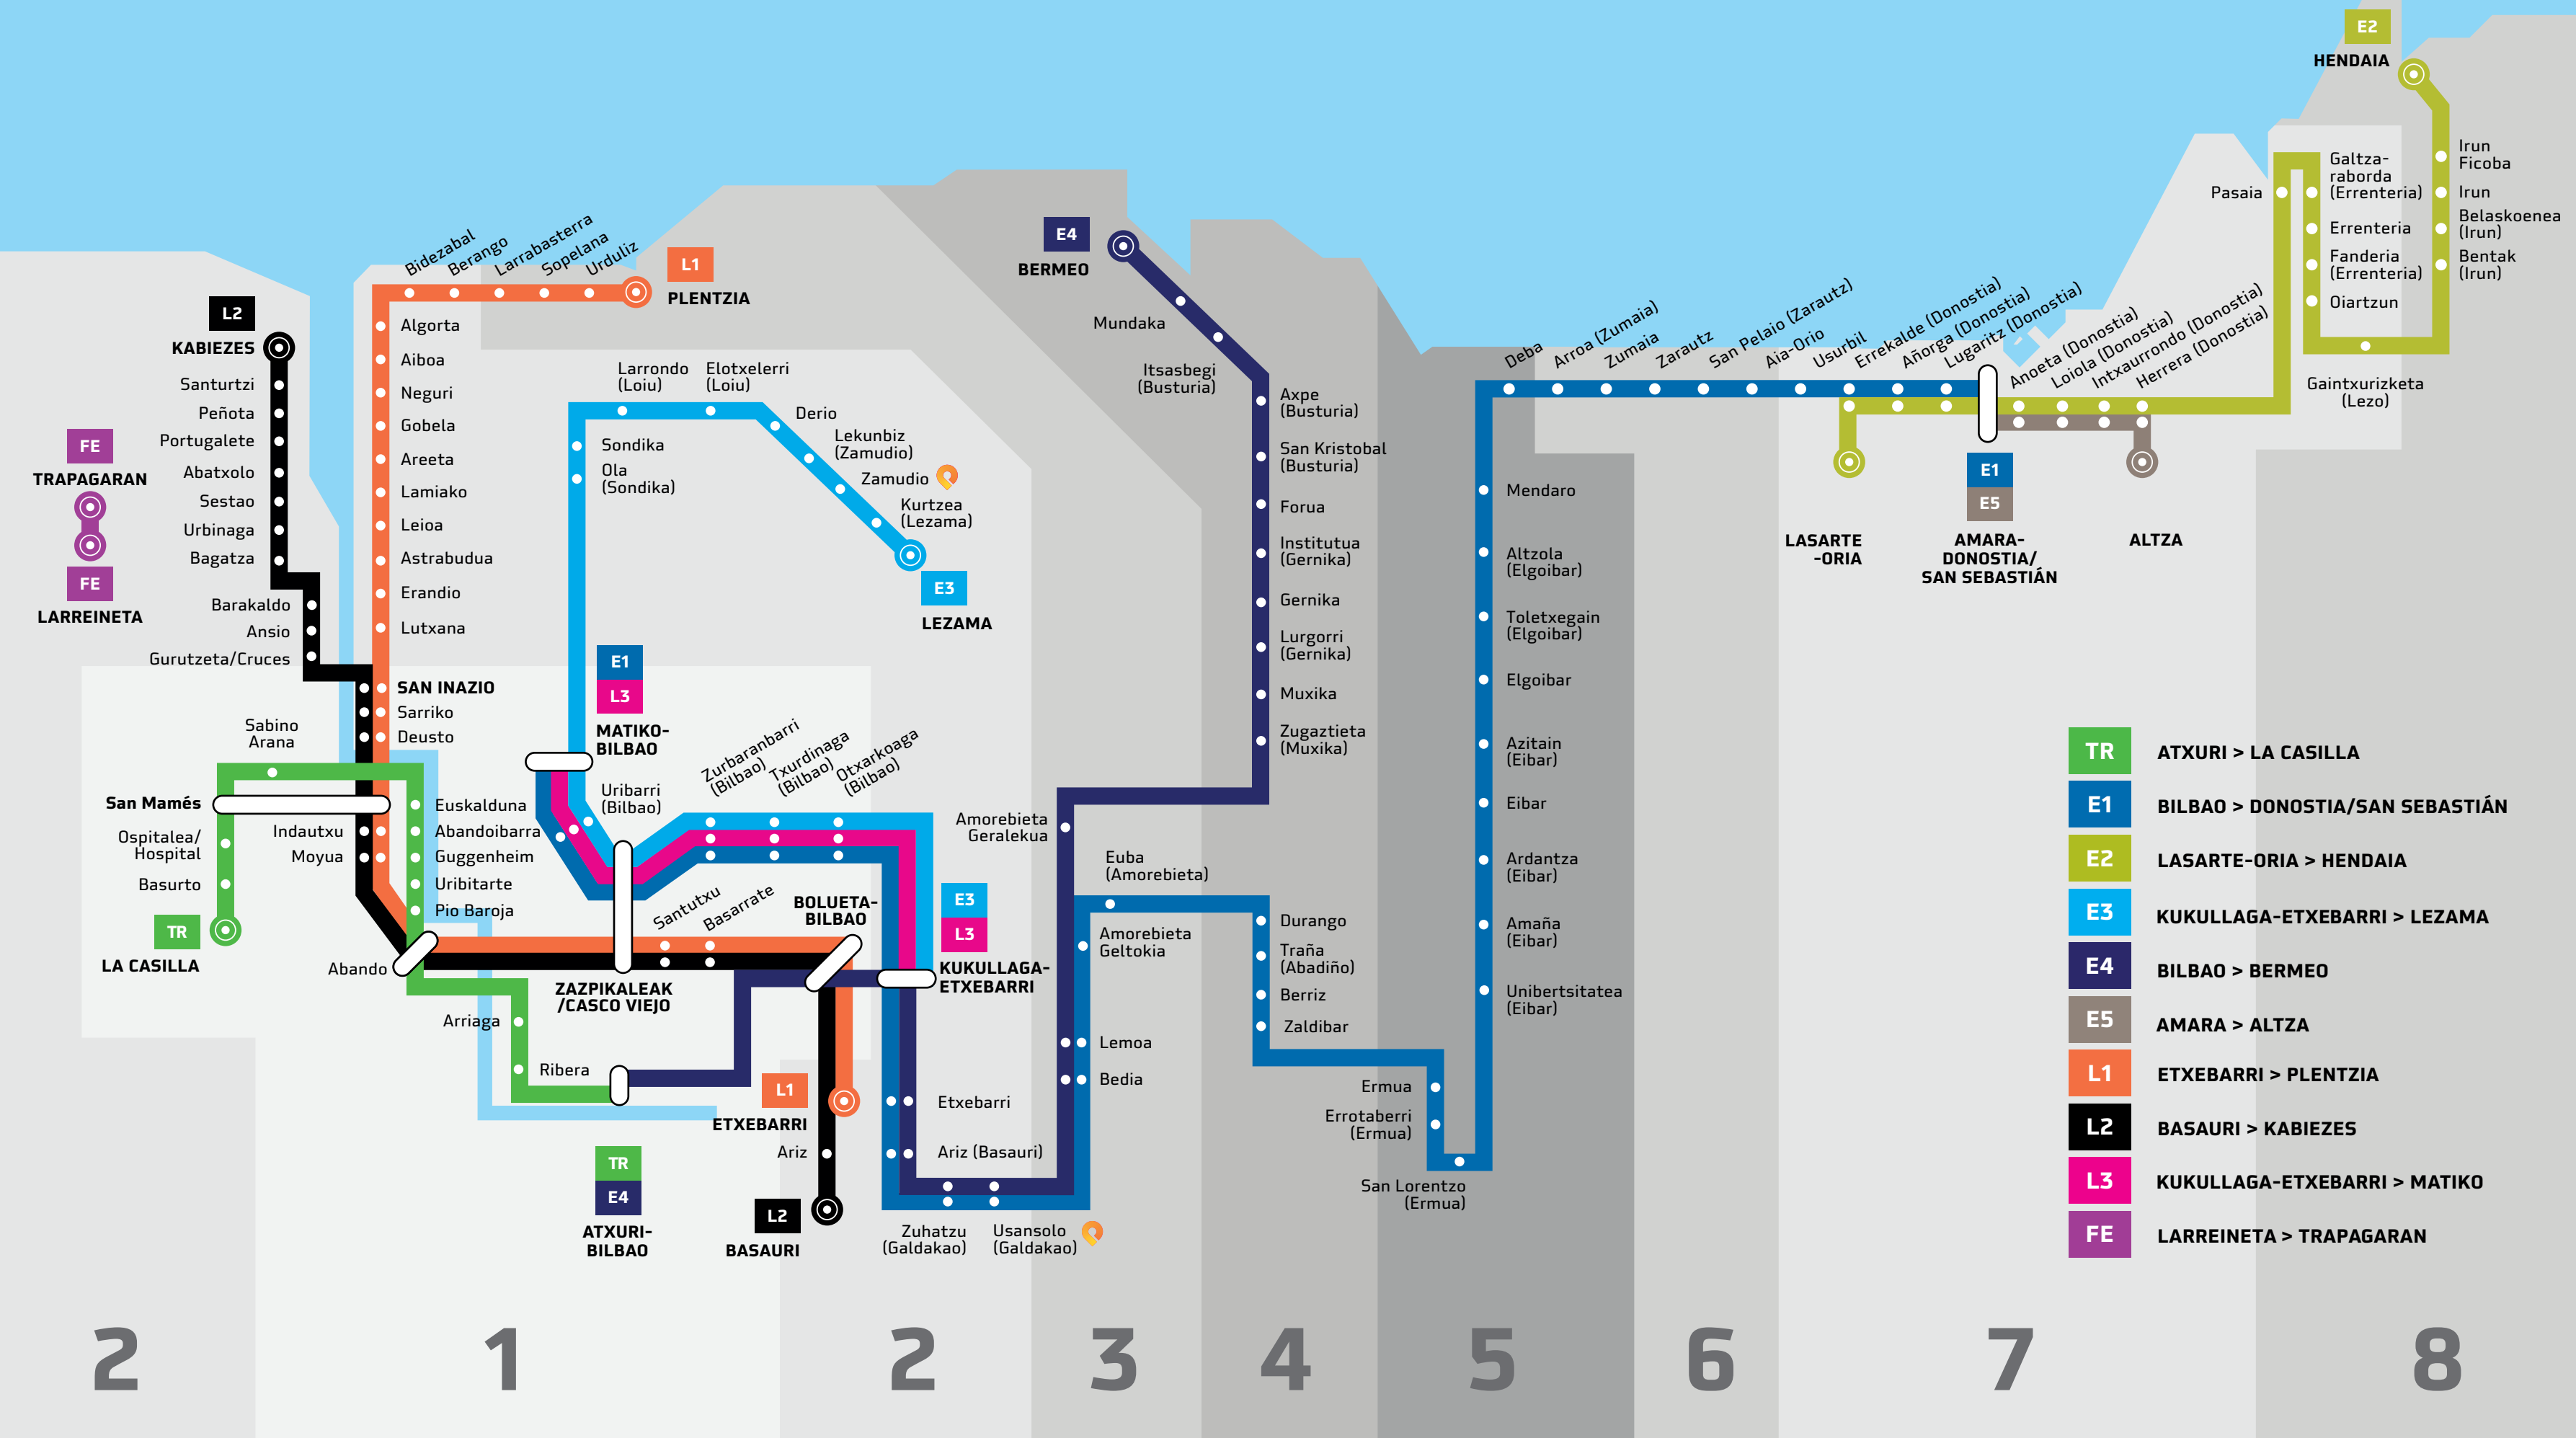 E2
HENDAIA
Irun
Ficoba
Irun
Belaskoenea
(Irun)
Bentak
(Irun)
Galtza-
raborda
(Errenteria)
Errenteria
Fanderia
(Errenteria)
Oiartzun
Pasaia
Gaintxurizketa
(Lezo)
Bidezabal
Berango
Larrabasterra
Sopelana
Urduliz
L1
PLENTZIA
Algorta
Aiboa
Neguri
Gobela
Areeta
Lamiako
Leioa
Astrabudua
Erandio
Lutxana
SAN INAZIO
Sarriko
Deusto
L2
KABIEZES
Santurtzi
Peñota
Portugalete
Abatxolo
Sestao
Urbinaga
Bagatza
Barakaldo
Ansio
Gurutzeta/Cruces
FE
TRAPAGARAN
FE
LARREINETA
Larrondo
(Loiu)
Elotxelerri
(Loiu)
Derio
Lekunbiz
(Zamudio)
Zamudio
Kurtzea
(Lezama)
E3
LEZAMA
Sondika
Ola
(Sondika)
E1
L3
MATIKO-
BILBAO
Uribarri
(Bilbao)
Zurbaranbarri
(Bilbao)
Txurdinaga
(Bilbao)
Otxarkoaga
(Bilbao)
Sabino
Arana
San Mamés
Ospitalea/
Hospital
Basurto
TR
LA CASILLA
Indautxu
Moyua
Euskalduna
Abandoibarra
Guggenheim
Uribitarte
Pio Baroja
Abando
Arriaga
Ribera
Santutxu
Basarrate
BOLUETA-
BILBAO
ZAZPIKALEAK
/CASCO VIEJO
E3
L3
KUKULLAGA-
ETXEBARRI
L1
ETXEBARRI
Ariz
L2
BASAURI
TR
E4
ATXURI-
BILBAO
Etxebarri
Ariz (Basauri)
Zuhatzu
(Galdakao)
Usansolo
(Galdakao)
E4
BERMEO
Mundaka
Itsasbegi
(Busturia)
Axpe
(Busturia)
San Kristobal
(Busturia)
Forua
Institutua
(Gernika)
Gernika
Lurgorri
(Gernika)
Muxika
Zugaztieta
(Muxika)
Amorebieta
Geralekua
Euba
(Amorebieta)
Amorebieta
Geltokia
Lemoa
Bedia
Durango
Traña
(Abadiño)
Berriz
Zaldibar
Ermua
Errotaberri
(Ermua)
San Lorentzo
(Ermua)
Mendaro
Altzola
(Elgoibar)
Toletxegain
(Elgoibar)
Elgoibar
Azitain
(Eibar)
Eibar
Ardantza
(Eibar)
Amaña
(Eibar)
Unibertsitatea
(Eibar)
Deba
Arroa (Zumaia)
Zumaia
Zarautz
San Pelaio (Zarautz)
Aia-Orio
Usurbil
Errekalde (Donostia)
Añorga (Donostia)
Lugaritz (Donostia)
Anoeta (Donostia)
Loiola (Donostia)
Intxaurrondo (Donostia)
Herrera (Donostia)
LASARTE
-ORIA
E1
E5
AMARA-
DONOSTIA/
SAN SEBASTIÁN
ALTZA
TR ATXURI > LA CASILLA
E1 BILBAO > DONOSTIA/SAN SEBASTIÁN
E2 LASARTE-ORIA > HENDAIA
E3 KUKULLAGA-ETXEBARRI > LEZAMA
E4 BILBAO > BERMEO
E5 AMARA > ALTZA
L1 ETXEBARRI > PLENTZIA
L2 BASAURI > KABIEZES
L3 KUKULLAGA-ETXEBARRI > MATIKO
FE LARREINETA > TRAPAGARAN
2 1 2 3 4 5 6 7 8